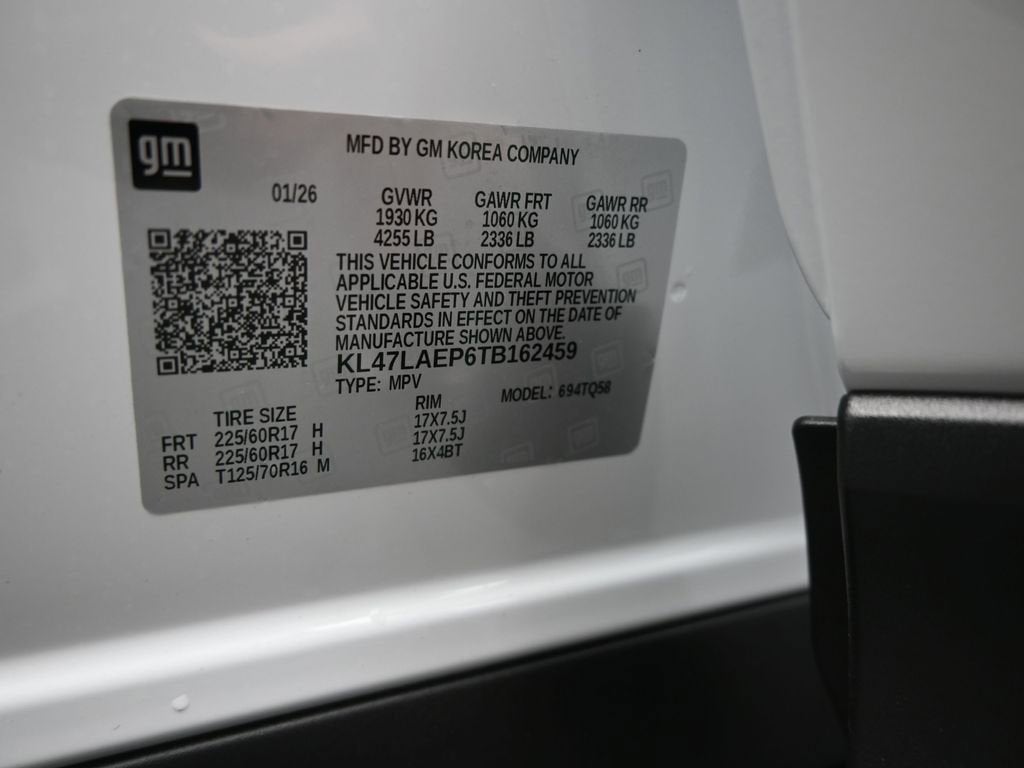 gm
MFD BY GM KOREA COMPANY
01/26 GVWR GAWR FRT GAWR RR
1930 KG 1060 KG 1060 KG
4255 LB 2336 LB 2336 LB
THIS VEHICLE CONFORMS TO ALL
APPLICABLE U.S. FEDERAL MOTOR
VEHICLE SAFETY AND THEFT PREVENTION
STANDARDS IN EFFECT ON THE DATE OF
MANUFACTURE SHOWN ABOVE.
KL47LAEP6TB162459
TYPE: MPV MODEL: 694TQ58
TIRE SIZE RIM
FRT 225/60R17 H 17X7.5J
RR 225/60R17 H 17X7.5J
SPA T125/70R16 M 16X4BT